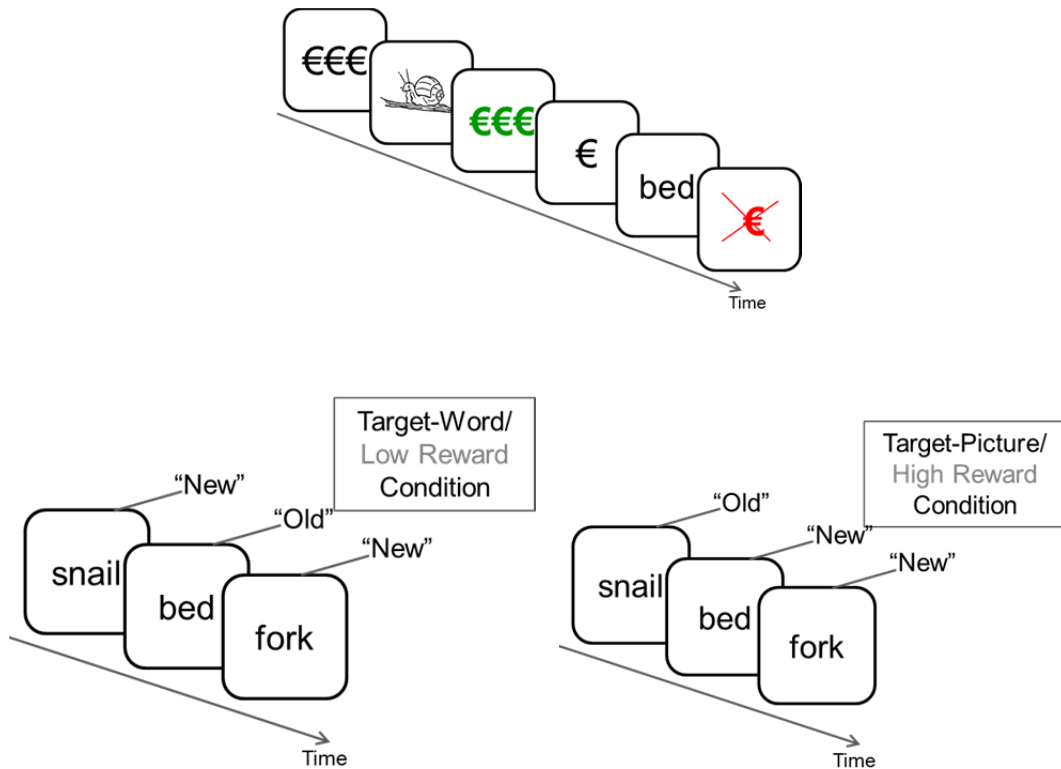 €€€
€€€
€
bed
€
Time
Target-Word/
Low Reward
Condition
“New”
“Old”
“New”
snail
bed
fork
Time
Target-Picture/
High Reward
Condition
“Old”
“New”
“New”
snail
bed
fork
Time